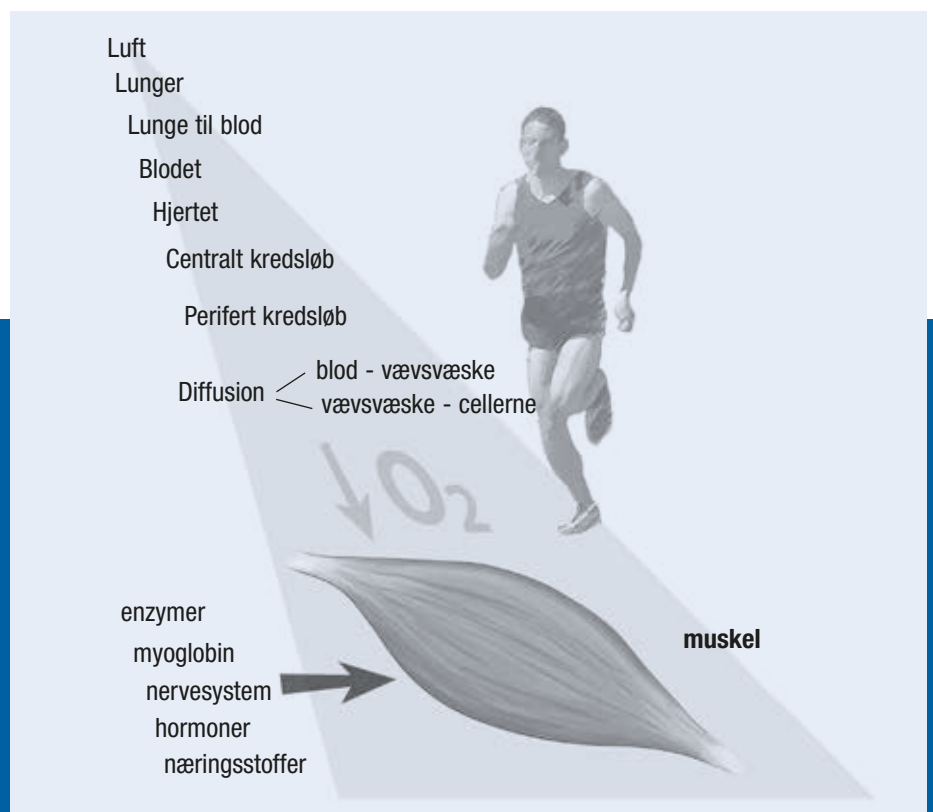 Luft
Lunger
Lunge til blod
Blodet
Hjertet
Centralt kredsløb
Perifert kredsløb
Diffusion
blod - vævsvæske
vævsvæske - cellerne
O2
enzymer
myoglobin
nervesystem
hormoner
næringsstoffer
muskel